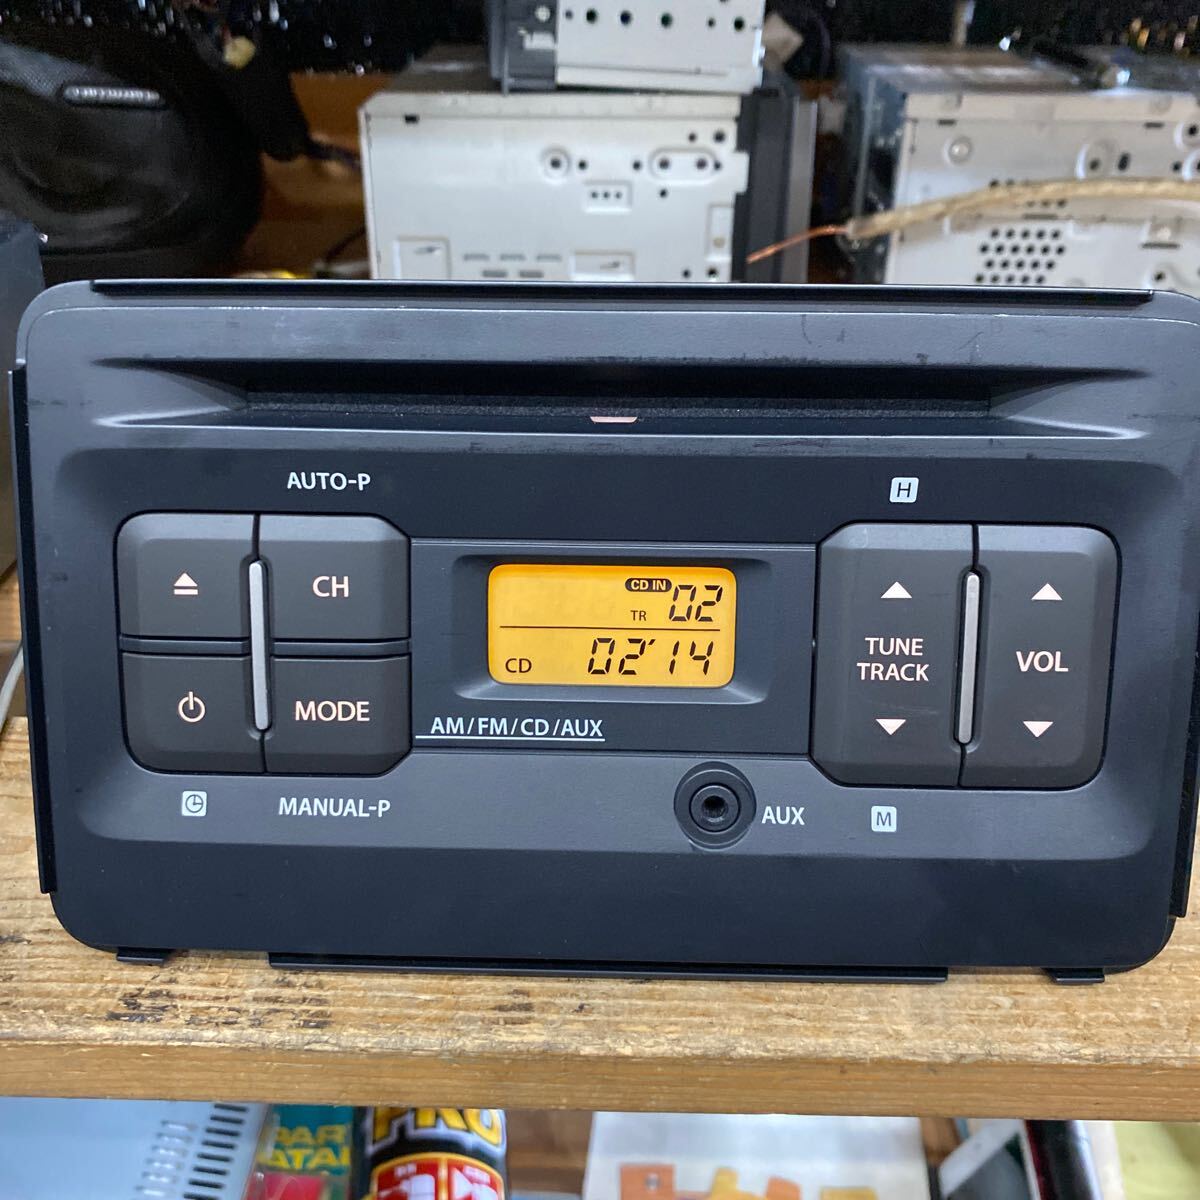 AUTO-P
H
CH
CD IN
TR 02
CD 02'14
TUNE
TRACK
VOL
MODE
AM/FM/CD/AUX
MANUAL-P
AUX
M
PAR
PRO